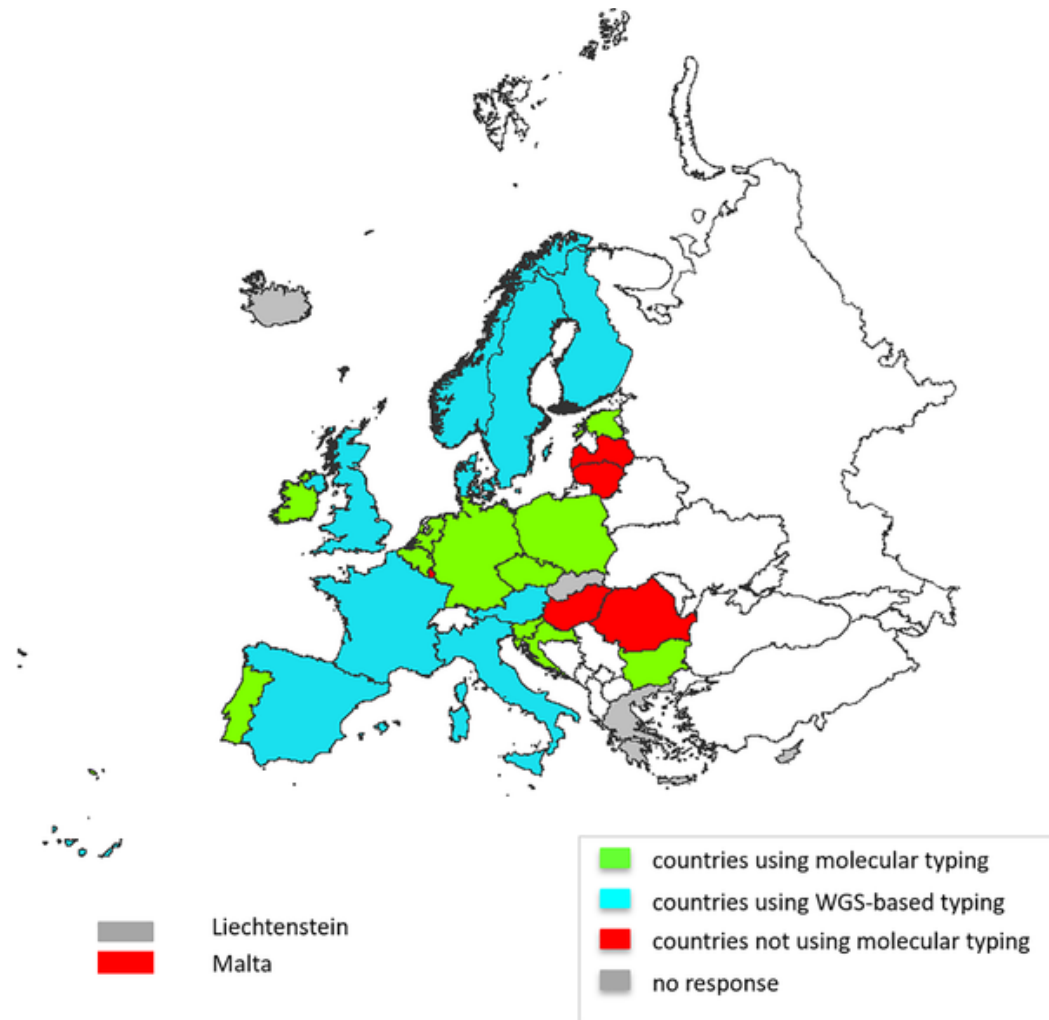 countries using molecular typing
countries using WGS-based typing
countries not using molecular typing
no response
Liechtenstein
Malta